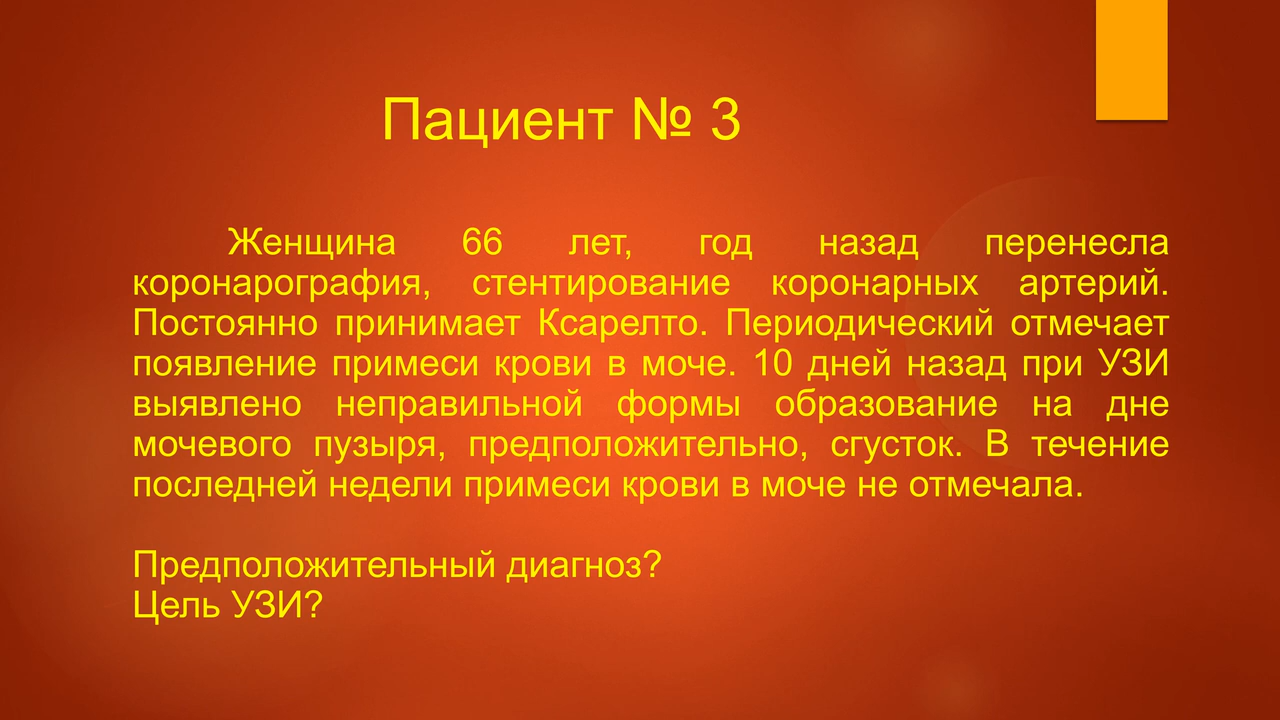 Пациент № 3
Женщина 66 лет, год назад перенесла
коронарография, стентирование коронарных артерий.
Постоянно принимает Ксарелто. Периодический отмечает
появление примеси крови в моче. 10 дней назад при УЗИ
выявлено неправильной формы образование на дне
мочевого пузыря, предположительно, сгусток. В течение
последней недели примеси крови в моче не отмечала.
Предположительный диагноз?
Цель УЗИ?